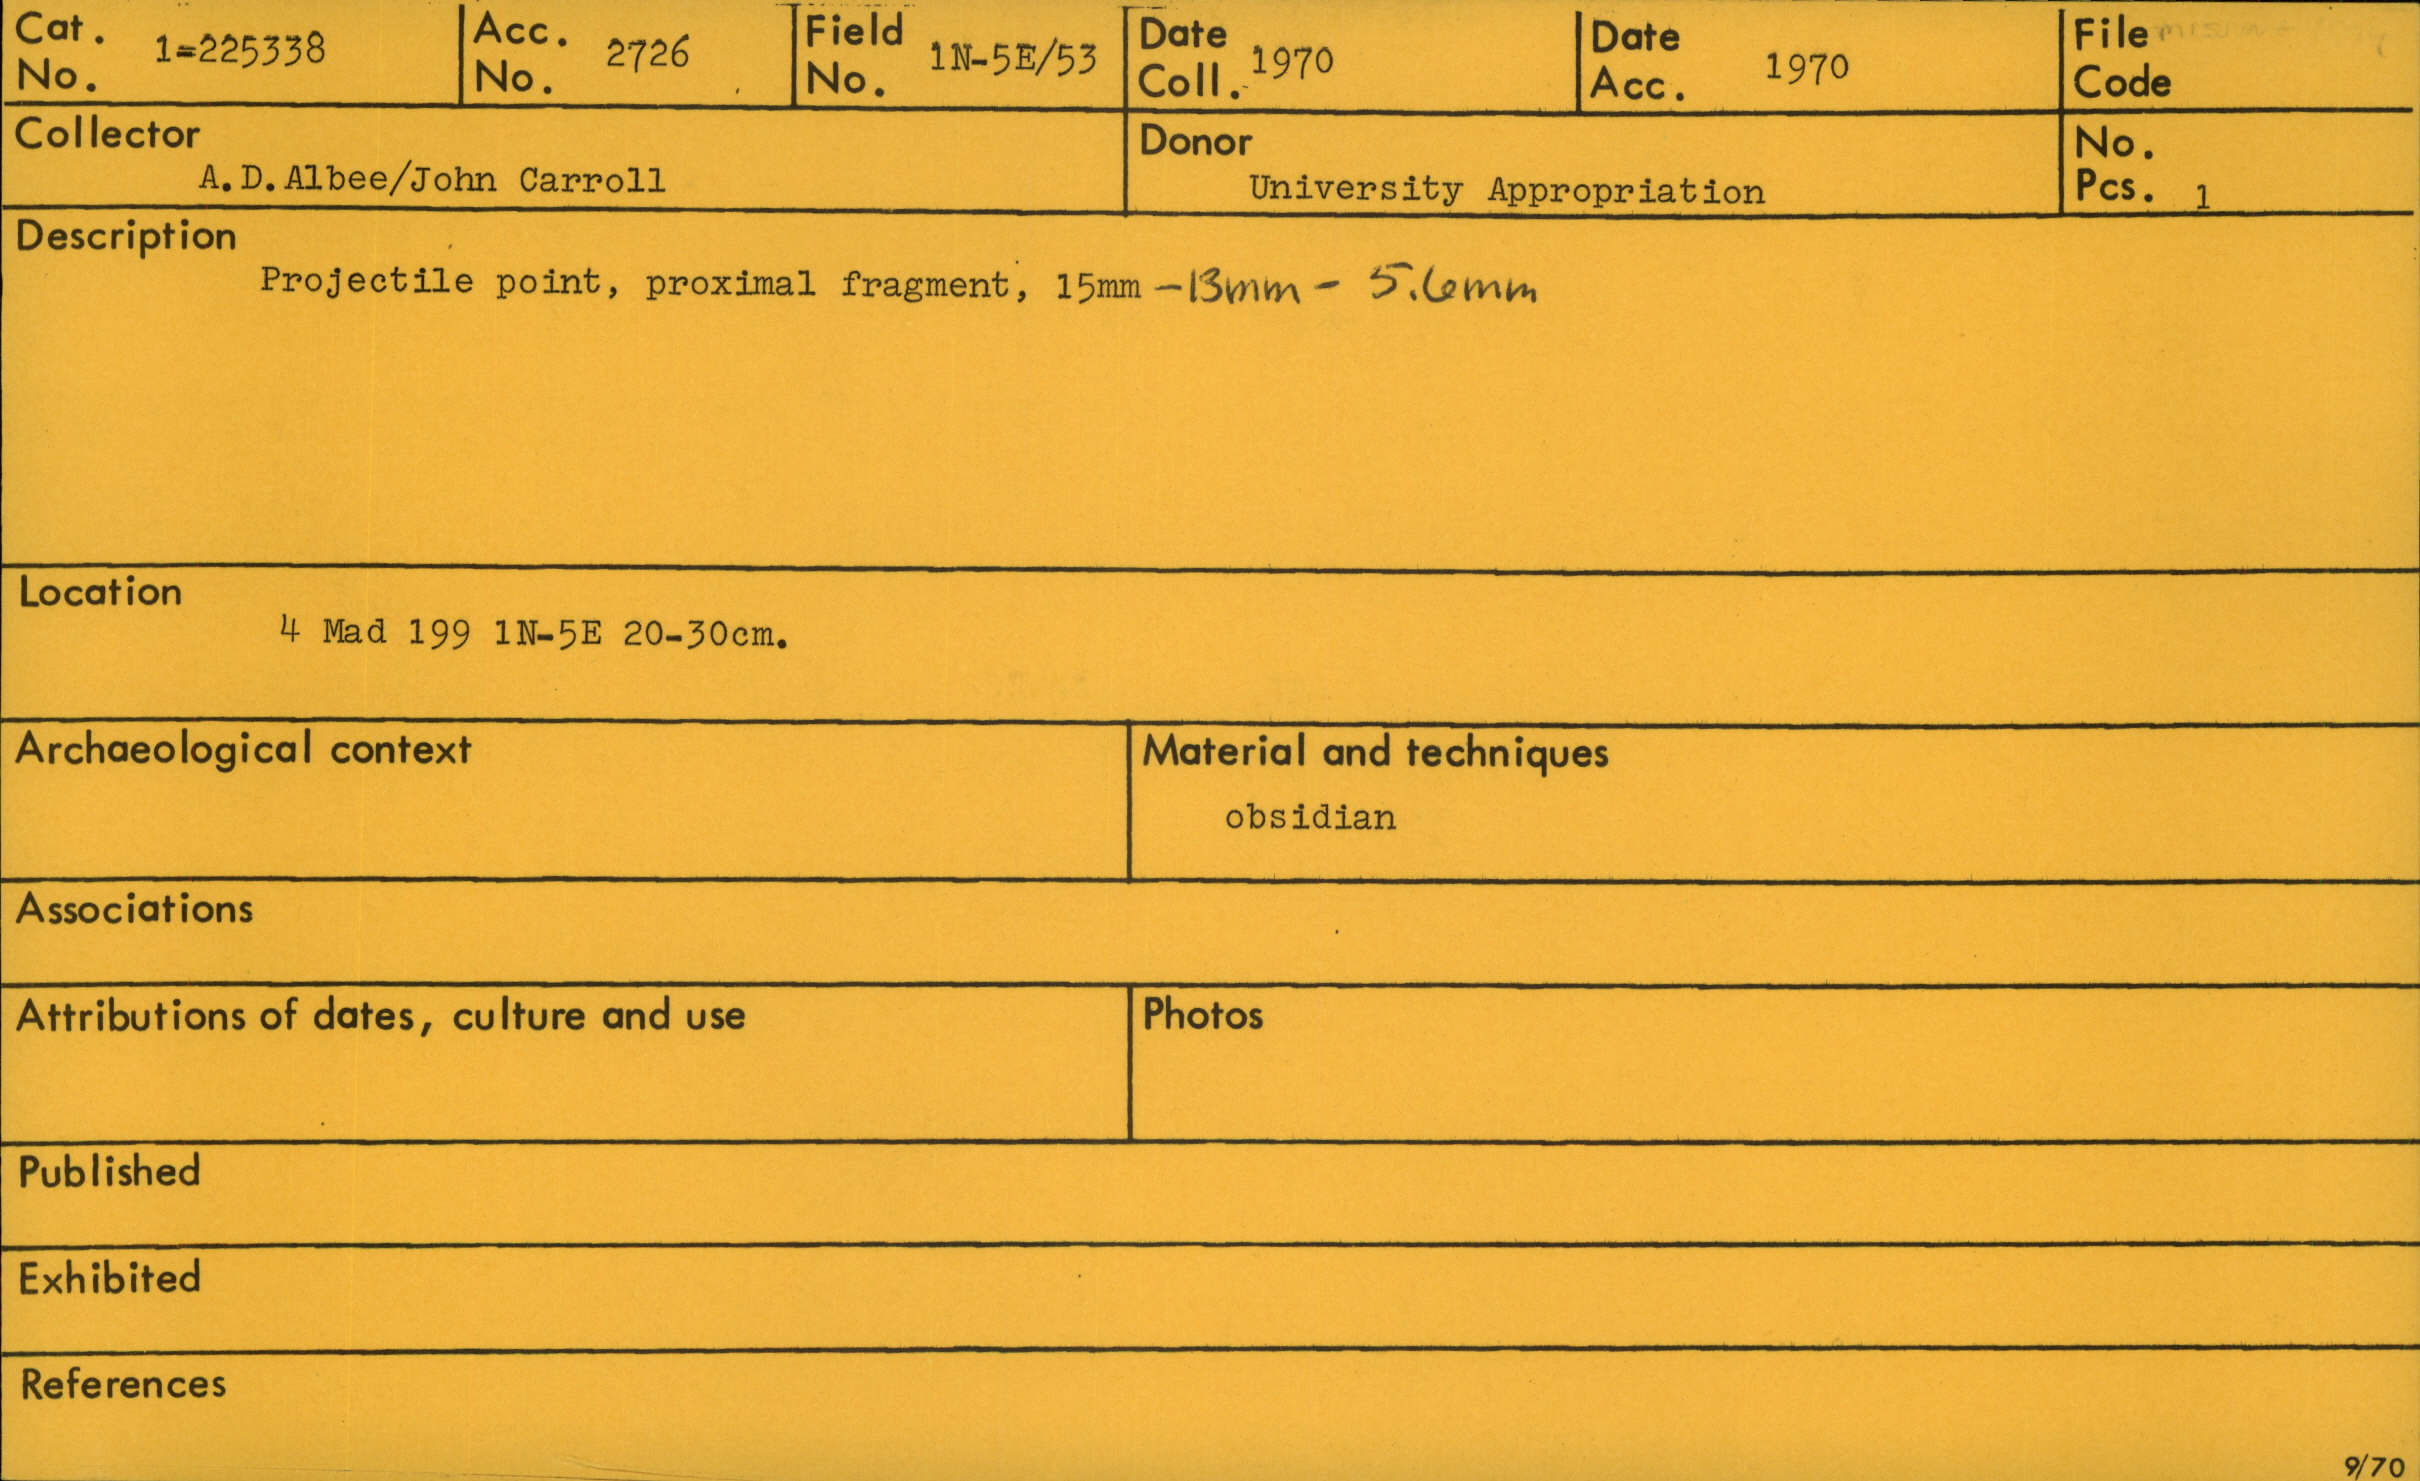 Cat. No. 1=225338
Acc. No. 2726
Field No. 1N-5E/53
Date Coll. 1970
Date Acc. 1970
File Code
Collector
A.D.Albee/John Carroll
Donor
University Appropriation
No. Pcs. 1
Description
Projectile point, proximal fragment, 15mm -13mm - 5.6mm
Location
4 Mad 199 1N-5E 20-30cm.
Archaeological context
Material and techniques
obsidian
Associations
Attributions of dates, culture and use
Photos
Published
Exhibited
References
9/70